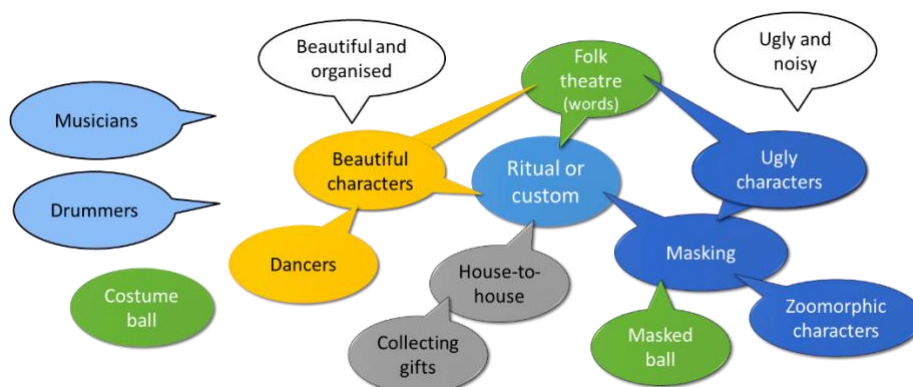 Beautiful and
organised
Ugly and
noisy
Folk
theatre
(words)
Musicians
Beautiful
characters
Ritual or
custom
Ugly
characters
Drummers
Dancers
House-to-
house
Masking
Costume
ball
Collecting
gifts
Masked
ball
Zoomorphic
characters